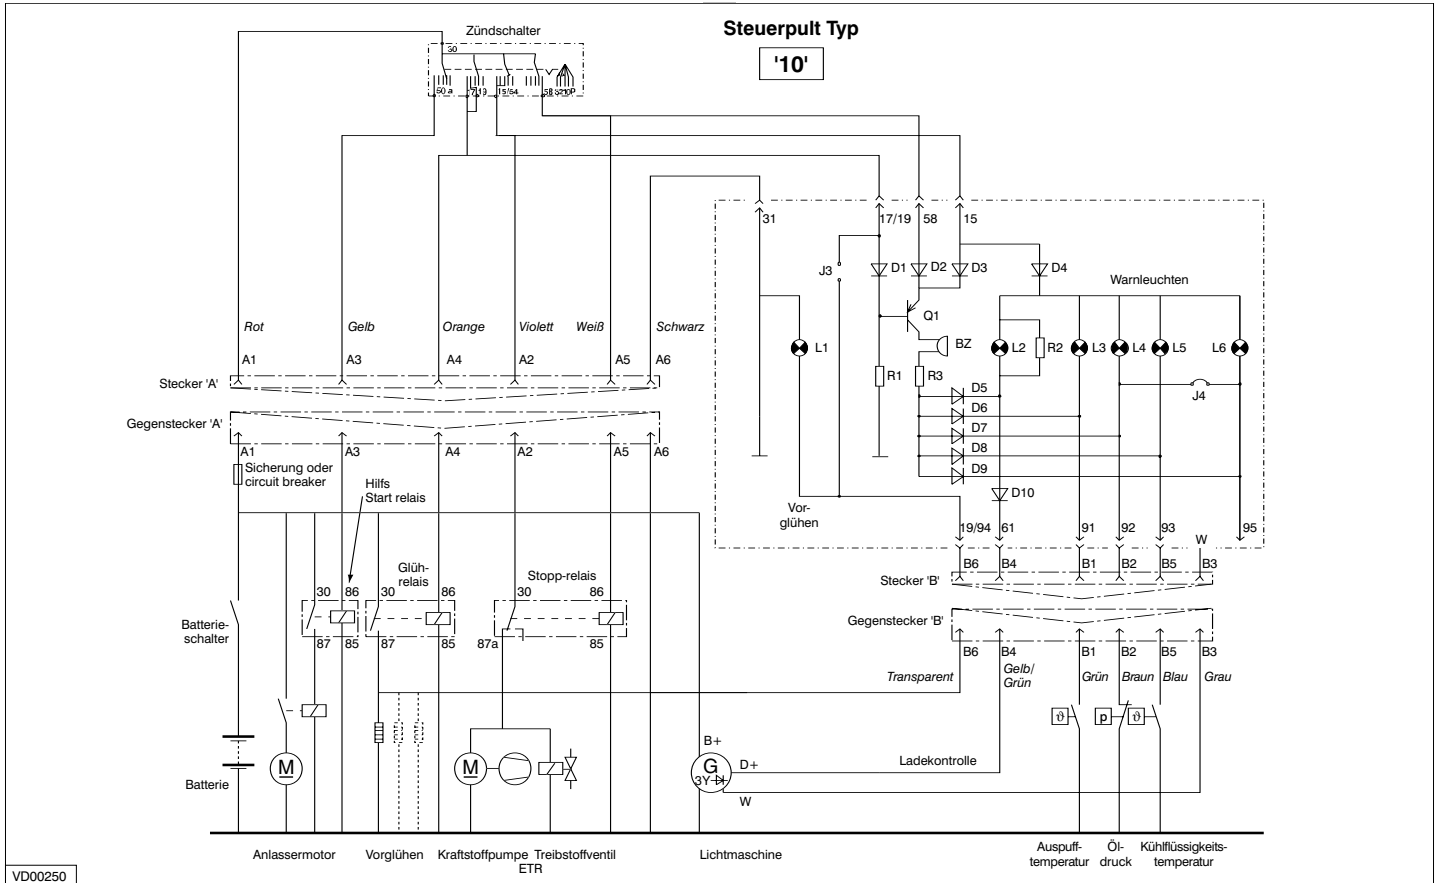 Zündschalter
Steuerpult Typ
'10'
30
50 a
17/19
15/54
58
3 2 1 0 P
31
17/19
58
15
J3
D1
D2
D3
D4
Warnleuchten
Q1
BZ
L1
L2
R2
L3
L4
L5
L6
R1
R3
J4
D5
D6
D7
D8
D9
D10
Vor-
glühen
19/94
61
91
92
93
W
95
Rot
Gelb
Orange
Violett
Weiß
Schwarz
A1
A3
A4
A2
A5
A6
Stecker 'A'
Gegenstecker 'A'
A1
A3
A4
A2
A5
A6
Sicherung oder
circuit breaker
Hilfs
Start relais
Glüh-
relais
Stopp-relais
30
86
30
86
30
86
87
85
87
85
87a
85
Batterie-
schalter
B6
B4
B1
B2
B5
B3
Stecker 'B'
Gegenstecker 'B'
B6
B4
B1
B2
B5
B3
Transparent
Gelb/
Grün
Grün
Braun
Blau
Grau
ϑ
p
ϑ
Batterie
M
M
B+
G
3Y
D+
W
Ladekontrolle
Anlassermotor
Vorglühen
Kraftstoffpumpe
Treibstoffventil
ETR
Lichtmaschine
Auspuff-
temperatur
Öl-
druck
Kühlflüssigkeits-
temperatur
VD00250